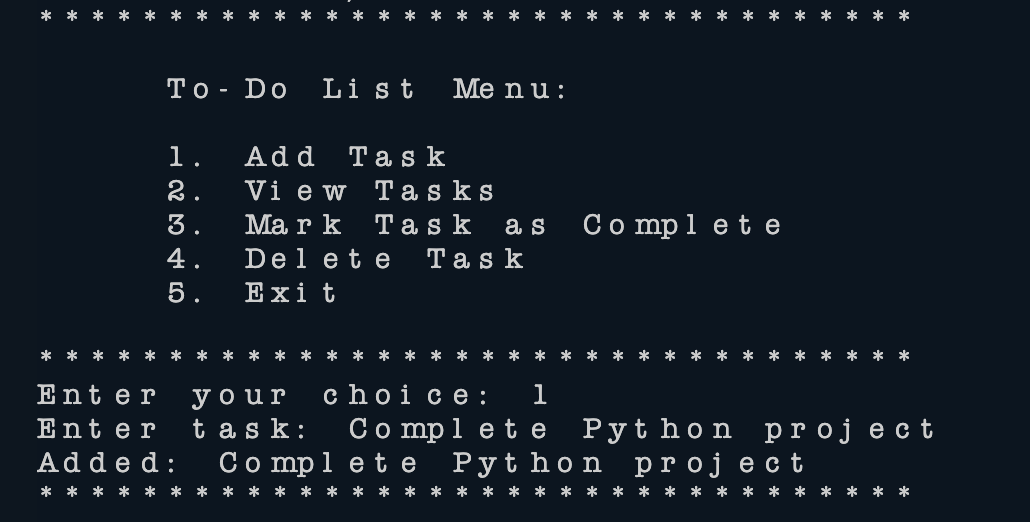 **********************************
To-Do List Menu:
1. Add Task
2. View Tasks
3. Mark Task as Complete
4. Delete Task
5. Exit
**********************************
Enter your choice: 1
Enter task: Complete Python project
Added: Complete Python project
**********************************